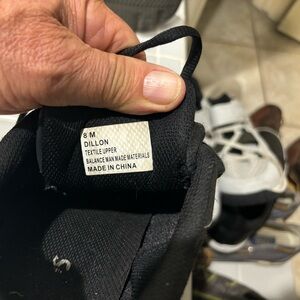 8 M
DILLON
TEXTILE UPPER
BALANCE MAN MADE MATERIALS
MADE IN CHINA